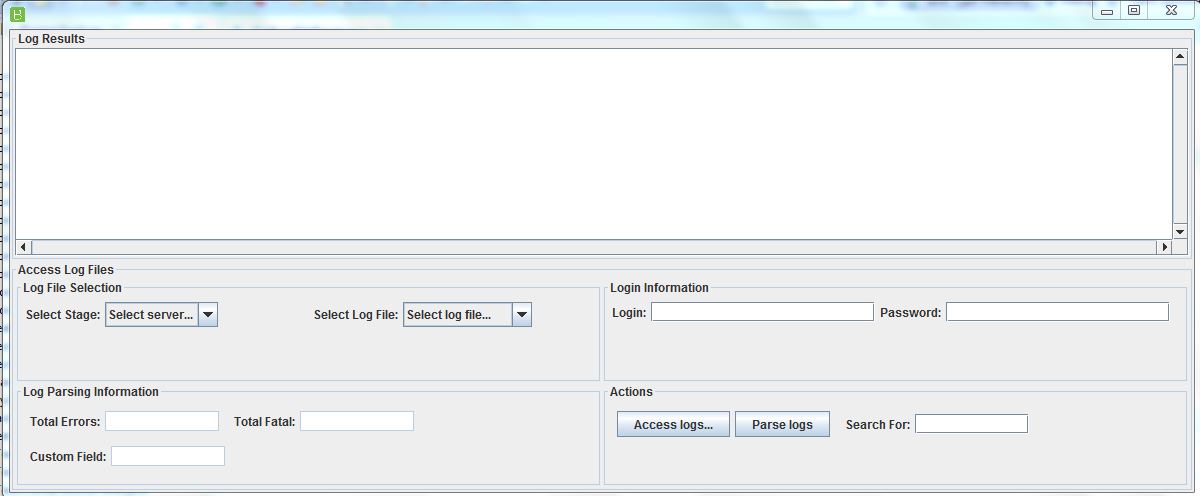 Log Results
Access Log Files
Log File Selection
Select Stage: Select server... Select Log File: Select log file...
Login Information
Login: Password:
Log Parsing Information
Total Errors: Total Fatal:
Custom Field:
Actions
Access logs... Parse logs Search For: